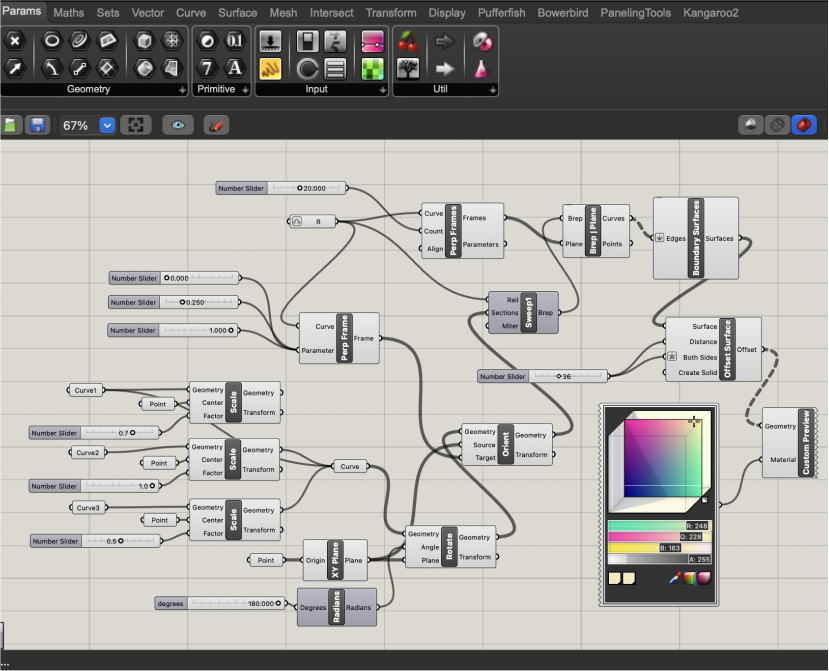 Params Maths Sets Vector Curve Surface Mesh Intersect Transform Display Pufferfish Bowerbird PanelingTools Kangaroo2
0.1
7 A
Geometry Primitive Input Util
67%
Number Slider 20.000
R
Curve
Count
Align
Perp Frames
Frames
Parameters
Brep
Plane
Brep | Plane
Curves
Points
Edges
Boundary Surfaces
Surfaces
Number Slider 0.000
Number Slider 0.250
Number Slider 1.000
Curve
Parameter
Perp Frame
Frame
Rail
Sections
Miter
Sweep1
Brep
Surface
Distance
Both Sides
Create Solid
Offset Surface
Offset
Number Slider 36
Curve1
Point
Number Slider 0.7
Geometry
Center
Factor
Scale
Geometry
Transform
Curve2
Point
Number Slider 1.0
Geometry
Center
Factor
Scale
Geometry
Transform
Curve3
Point
Number Slider 0.5
Geometry
Center
Factor
Scale
Geometry
Transform
Curve
Geometry
Source
Target
Orient
Geometry
Transform
Geometry
Material
Custom Preview
Point
Origin
XY Plane
Plane
Geometry
Angle
Plane
Rotate
Geometry
Transform
degrees 180.000
Degrees
Radians
Radians
R: 248
G: 228
B: 163
A: 255
...